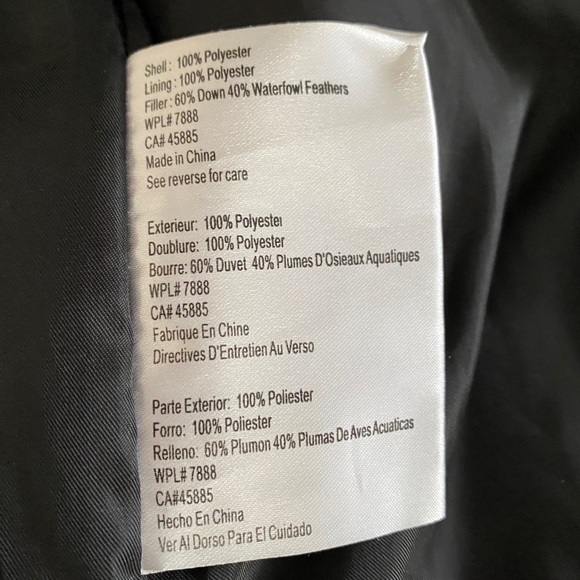 Shell: 100% Polyester
Lining: 100% Polyester
Filler: 60% Down 40% Waterfowl Feathers
WPL# 7888
CA# 45885
Made in China
See reverse for care
Exterieur: 100% Polyester
Doublure: 100% Polyester
Bourre: 60% Duvet 40% Plumes D'Osieaux Aquatiques
WPL# 7888
CA# 45885
Fabrique En Chine
Directives D'Entretien Au Verso
Parte Exterior: 100% Poliester
Forro: 100% Poliester
Relleno: 60% Plumon 40% Plumas De Aves Acuaticas
WPL# 7888
CA#45885
Hecho En China
Ver Al Dorso Para El Cuidado